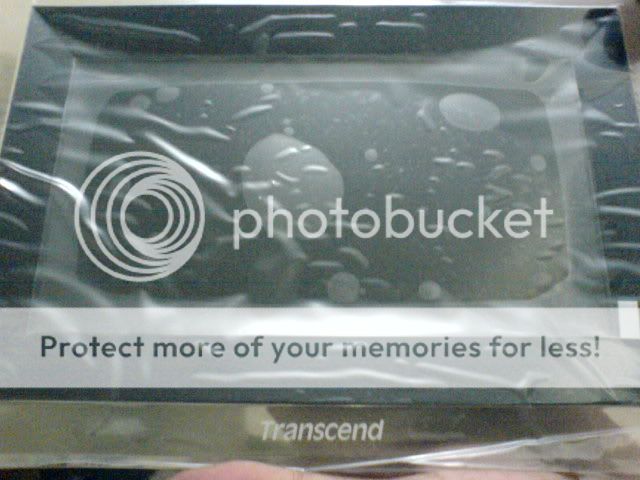 photobucket
Protect more of your memories for less!
Transcend